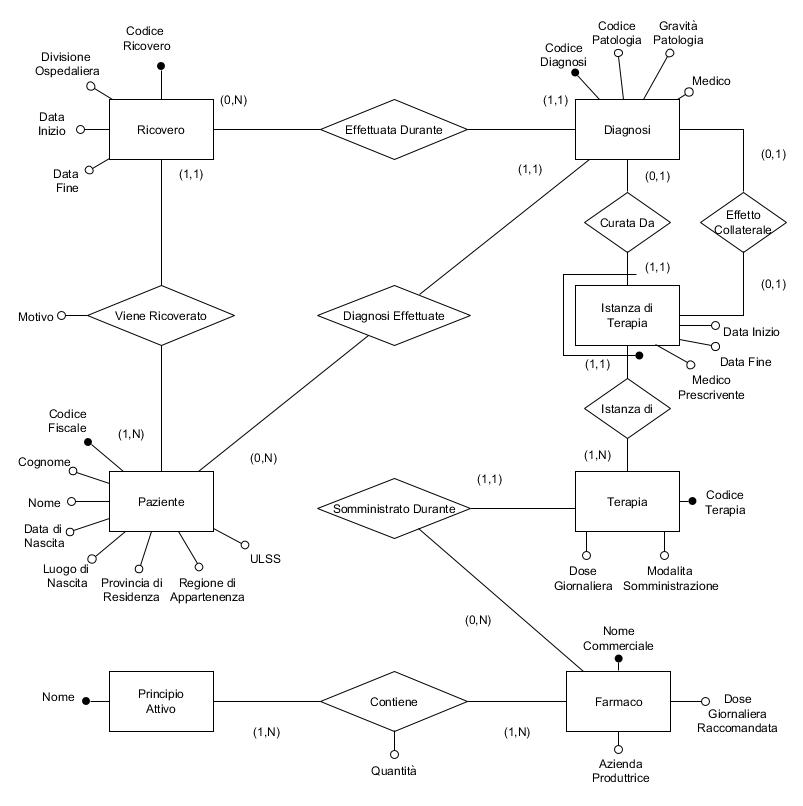 Codice
Ricovero
Divisione
Ospedaliera
Data
Inizio
Data
Fine
Ricovero
(0,N)
(1,1)
Effettuata Durante
(1,1)
Codice
Diagnosi
Codice
Patologia
Gravità
Patologia
Medico
Diagnosi
(1,1)
(0,1)
(0,1)
Curata Da
Effetto
Collaterale
(1,1)
(0,1)
Motivo
Viene Ricoverato
Diagnosi Effettuate
Istanza di
Terapia
Data Inizio
Data Fine
Medico
Prescrivente
(1,1)
Istanza di
(1,N)
Codice
Fiscale
(1,N)
(0,N)
Cognome
Nome
Data di
Nascita
Luogo di
Nascita
Provincia di
Residenza
Regione di
Appartenenza
ULSS
Paziente
Somministrato Durante
(1,1)
Terapia
Codice
Terapia
Dose
Giornaliera
Modalita
Somministrazione
(0,N)
Nome
Commerciale
Nome
Principio
Attivo
(1,N)
Contiene
Quantità
(1,N)
Farmaco
Dose
Giornaliera
Raccomandata
Azienda
Produttrice